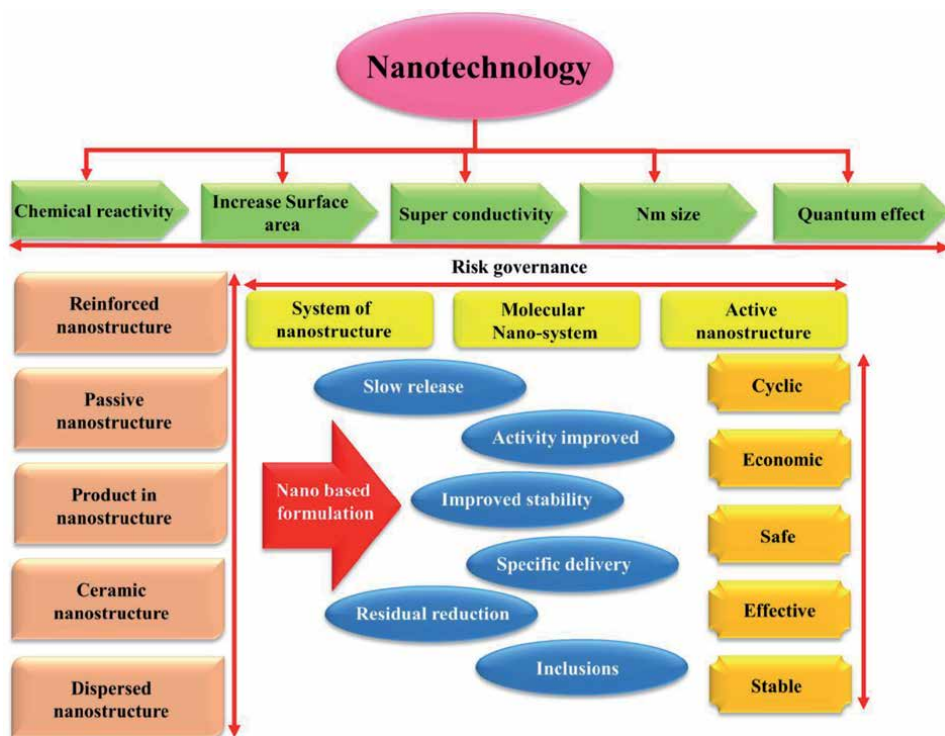 Nanotechnology
Chemical reactivity
Increase Surface
area
Super conductivity
Nm size
Quantum effect
Risk governance
Reinforced
nanostructure
Passive
nanostructure
Product in
nanostructure
Ceramic
nanostructure
Dispersed
nanostructure
System of
nanostructure
Molecular
Nano-system
Active
nanostructure
Nano based
formulation
Slow release
Activity improved
Improved stability
Specific delivery
Residual reduction
Inclusions
Cyclic
Economic
Safe
Effective
Stable